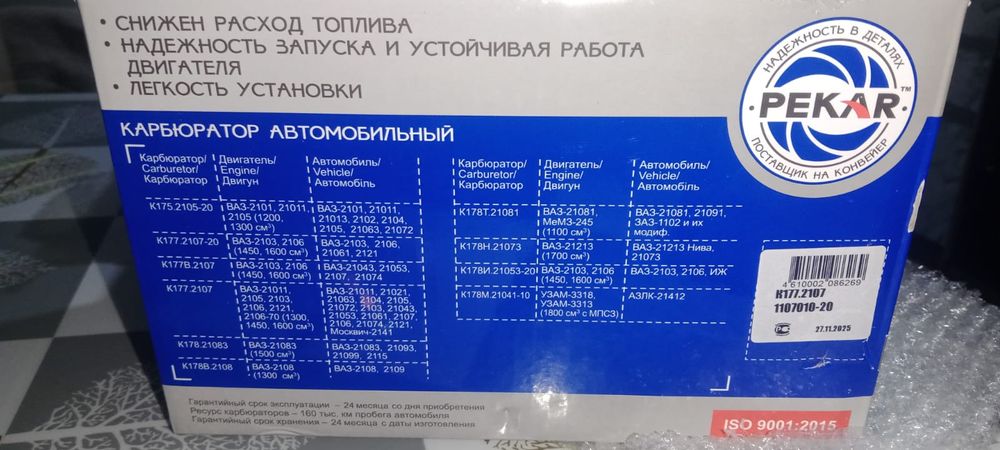 • СНИЖЕН РАСХОД ТОПЛИВА
• НАДЕЖНОСТЬ ЗАПУСКА И УСТОЙЧИВАЯ РАБОТА
ДВИГАТЕЛЯ
• ЛЕГКОСТЬ УСТАНОВКИ
НАДЕЖНОСТЬ В ДЕТАЛЯХ
PEKAR™
ПОСТАВЩИК НА КОНВЕЙЕР
КАРБЮРАТОР АВТОМОБИЛЬНЫЙ
Карбюратор/
Carburetor/
Карбюратор
Двигатель/
Engine/
Двигун
Автомобиль/
Vehicle/
Автомобіль
К175.2105-20
ВАЗ-2101, 21011,
2105 (1200,
1300 см³)
ВАЗ-2101, 21011,
21013, 2102, 2104,
2105, 21063, 21072
К177.2107-20
ВАЗ-2103, 2106
(1450, 1600 см³)
ВАЗ-2103, 2106,
21061, 2121
К177В.2107
ВАЗ-2103, 2106
(1450, 1600 см³)
ВАЗ-21043, 21053,
2107, 21074
К177.2107
ВАЗ-21011,
2105, 2103,
2106, 2121,
2106-70 (1300,
1450, 1600 см³)
ВАЗ-21011, 21021,
21063, 2104, 2105,
21072, 2103, 21043,
21053, 21061, 2107,
2106, 21074, 2121,
Москвич-2141
К178.21083
ВАЗ-21083
(1500 см³)
ВАЗ-21083, 21093,
21099, 2115
К178В.2108
ВАЗ-2108
(1300 см³)
ВАЗ-2108, 2109
Карбюратор/
Carburetor/
Карбюратор
Двигатель/
Engine/
Двигун
Автомобиль/
Vehicle/
Автомобіль
К178Т.21081
ВАЗ-21081,
МеМЗ-245
(1100 см³)
ВАЗ-21081, 21091,
ЗАЗ-1102 и их
модиф.
К178Н.21073
ВАЗ-21213
(1700 см³)
ВАЗ-21213 Нива,
21073
К178И.21053-20
ВАЗ-2103, 2106
(1450, 1600 см³)
ВАЗ-2103, 2106, ИЖ
К178М.21041-10
УЗАМ-3318,
УЗАМ-3313
(1800 см³ с МПСЗ)
АЗЛК-21412
4 610002 086269
К177.2107
1107010-20
27.11.2025
Гарантийный срок эксплуатации – 24 месяца со дня приобретения
Ресурс карбюраторов – 160 тыс. км пробега автомобиля
Гарантийный срок хранения – 24 месяца с даты изготовления
ISO 9001:2015